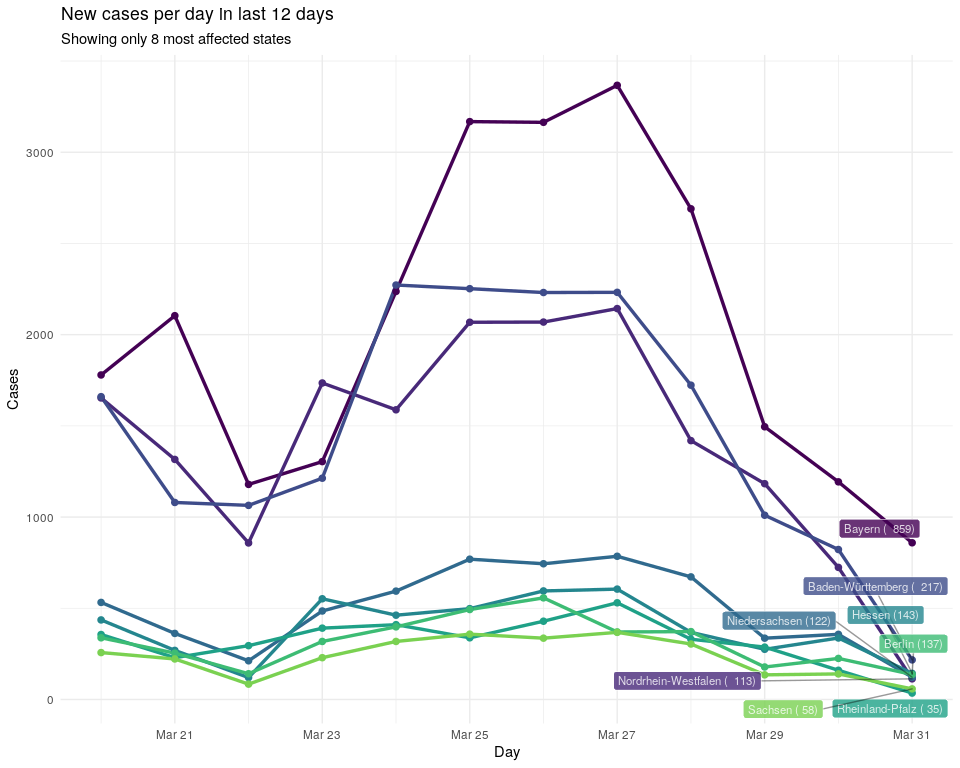 New cases per day in last 12 days
Showing only 8 most affected states
Cases
3000
2000
1000
0
Bayern ( 859)
Baden-Württemberg ( 217)
Hessen (143)
Niedersachsen (122)
Berlin (137)
Nordrhein-Westfalen ( 113)
Sachsen ( 58)
Rheinland-Pfalz ( 35)
Mar 21
Mar 23
Mar 25
Mar 27
Mar 29
Mar 31
Day